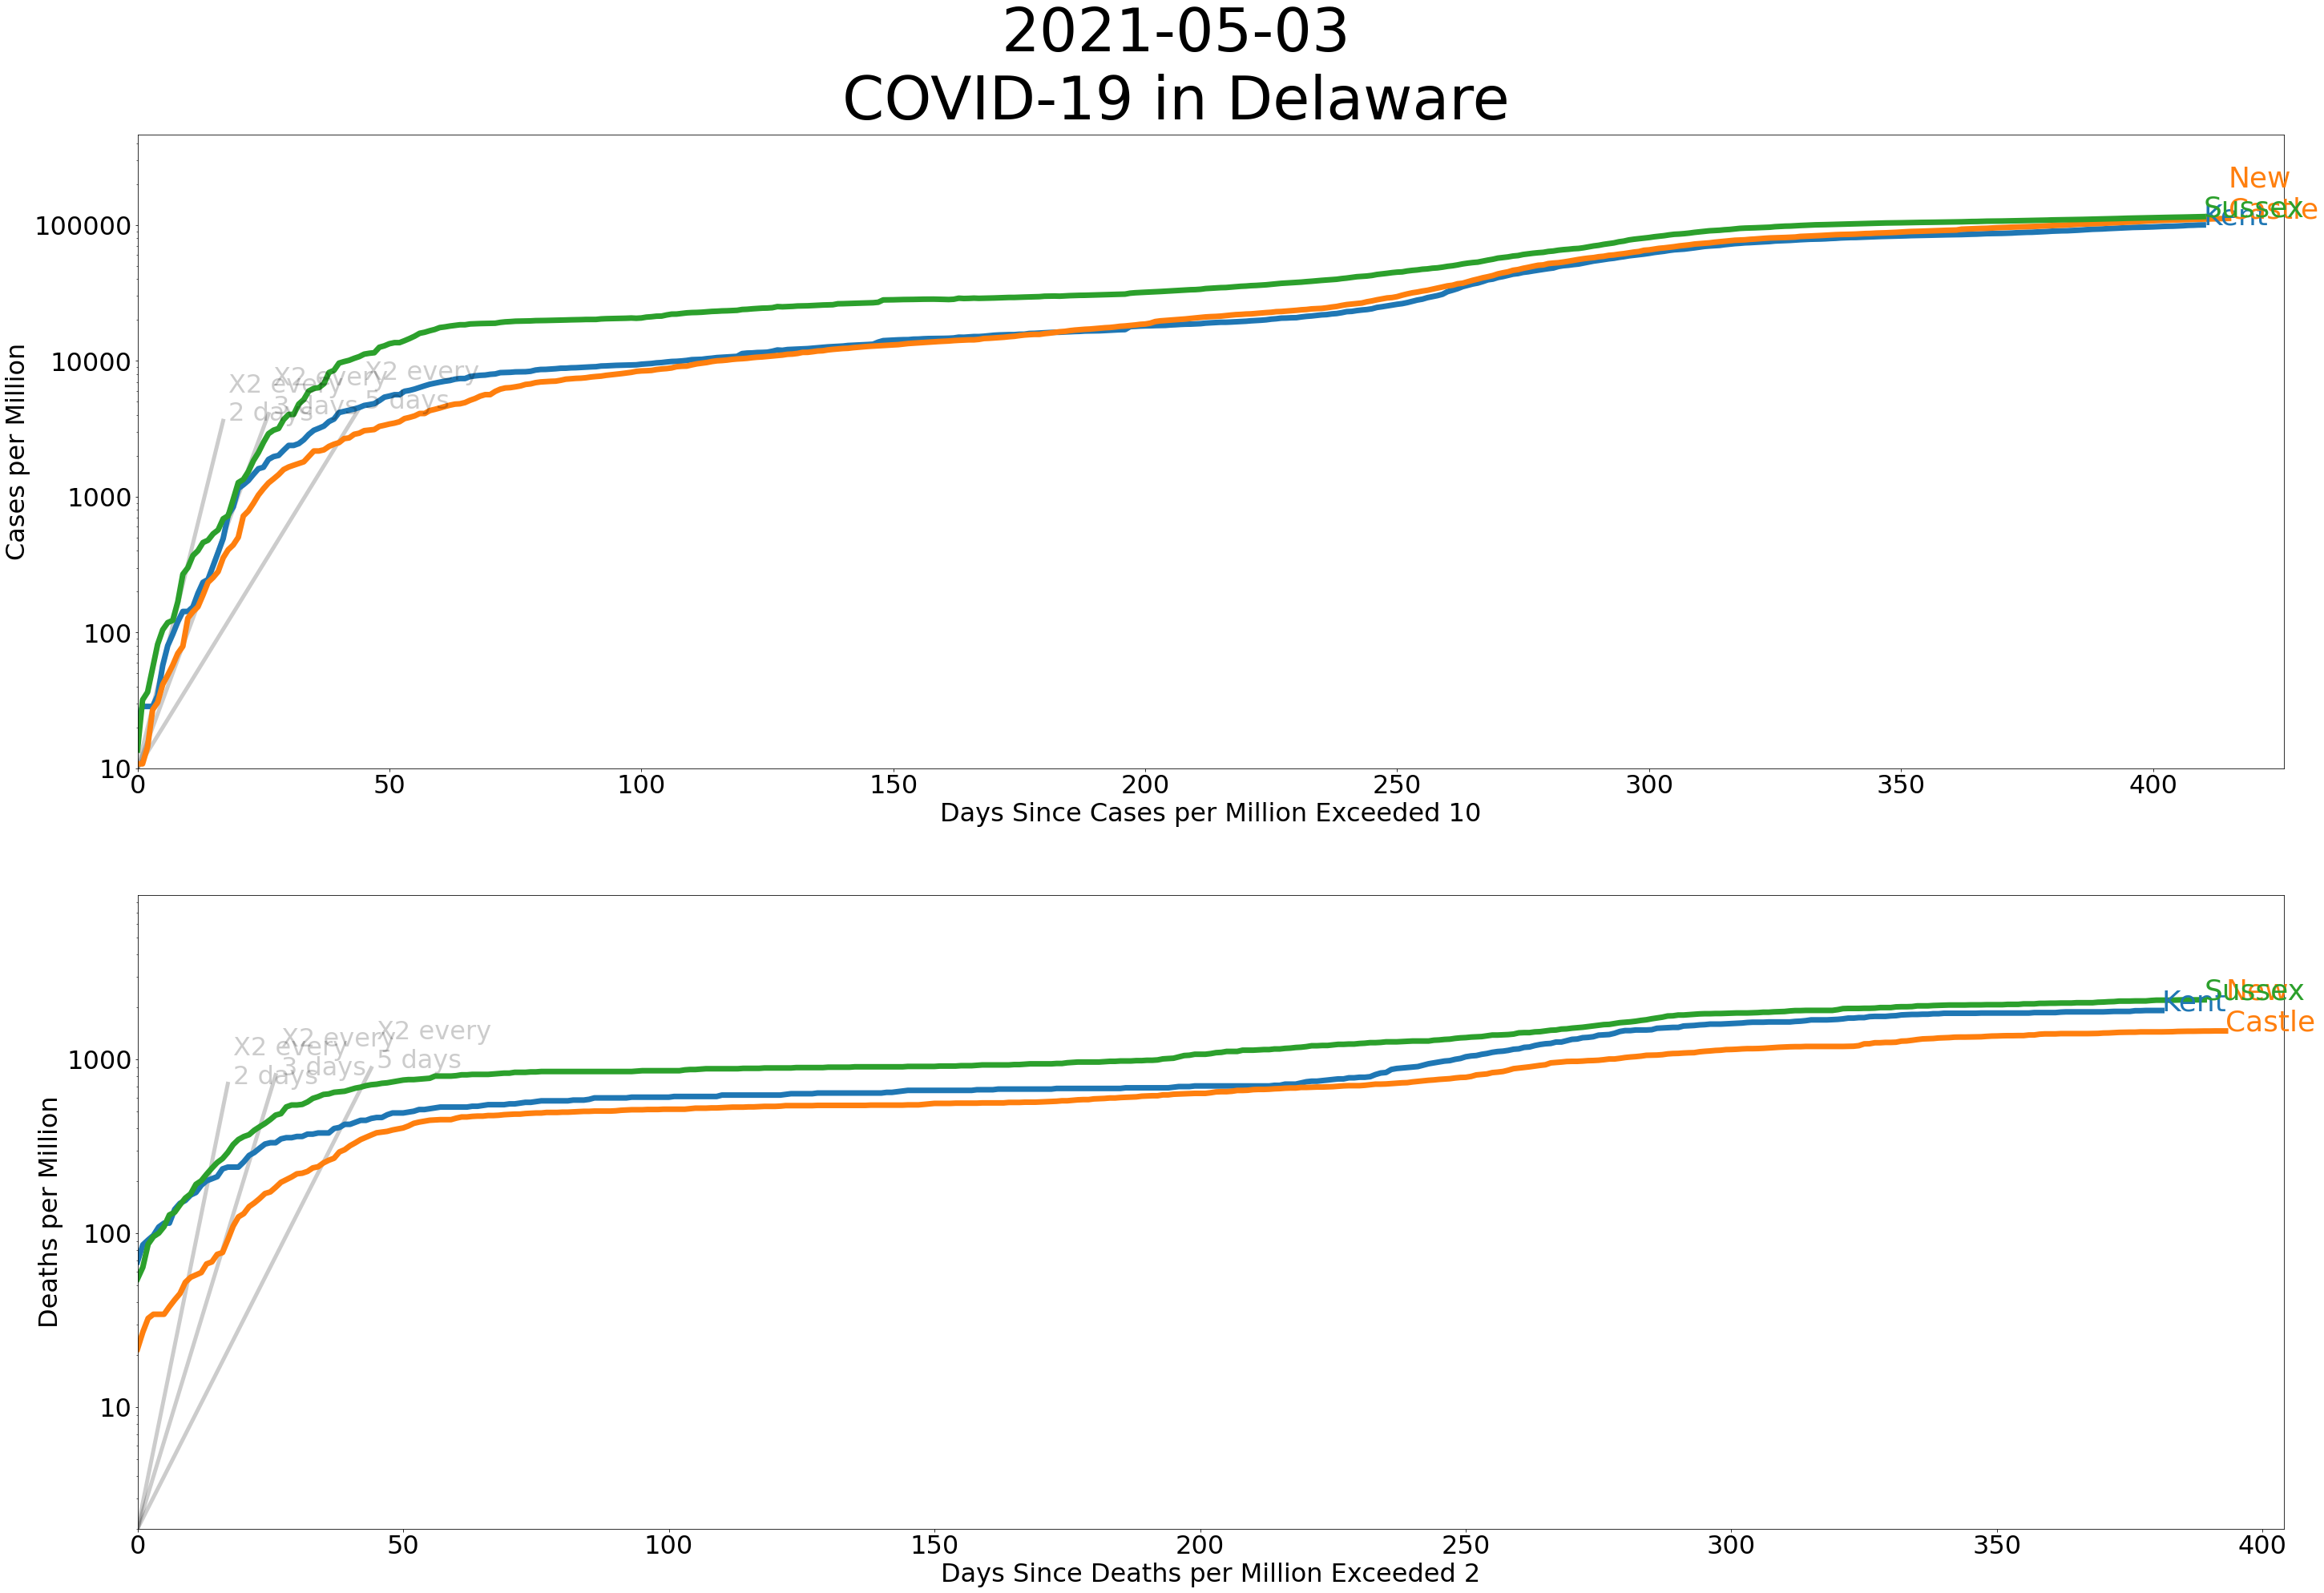 2021-05-03
COVID-19 in Delaware
Cases per Million
100000
10000
1000
100
10
X2 every
2 days
X2 every
3 days
X2 every
5 days
New
Castle
Sussex
Kent
0 50 100 150 200 250 300 350 400
Days Since Cases per Million Exceeded 10
Deaths per Million
1000
100
10
X2 every
2 days
X2 every
3 days
X2 every
5 days
Sussex
New
Castle
Kent
0 50 100 150 200 250 300 350 400
Days Since Deaths per Million Exceeded 2